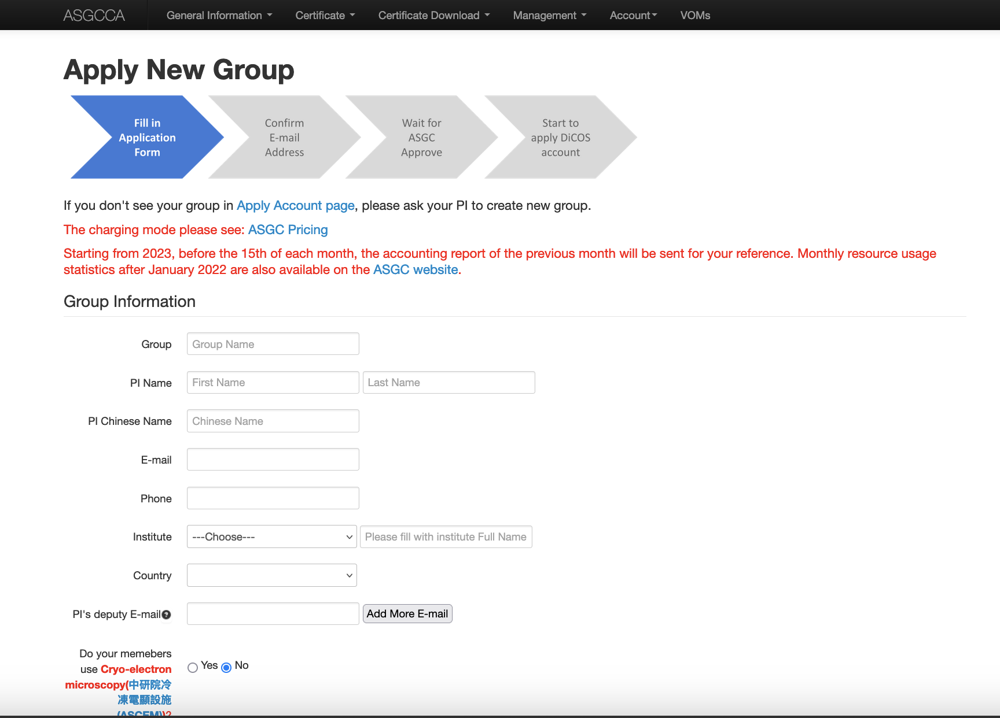 ASGCCA General Information Certificate Certificate Download Management Account VOMs
Apply New Group
Fill in
Application
Form
Confirm
E-mail
Address
Wait for
ASGC
Approve
Start to
apply DiCOS
account
If you don't see your group in Apply Account page, please ask your PI to create new group.
The charging mode please see: ASGC Pricing
Starting from 2023, before the 15th of each month, the accounting report of the previous month will be sent for your reference. Monthly resource usage
statistics after January 2022 are also available on the ASGC website.
Group Information
Group Group Name
PI Name First Name Last Name
PI Chinese Name Chinese Name
E-mail
Phone
Institute ---Choose--- Please fill with institute Full Name
Country
PI's deputy E-mail? Add More E-mail
Do your memebers
use Cryo-electron
microscopy(中研院冷
凍電顯設施
(ASCEM))?
Yes No